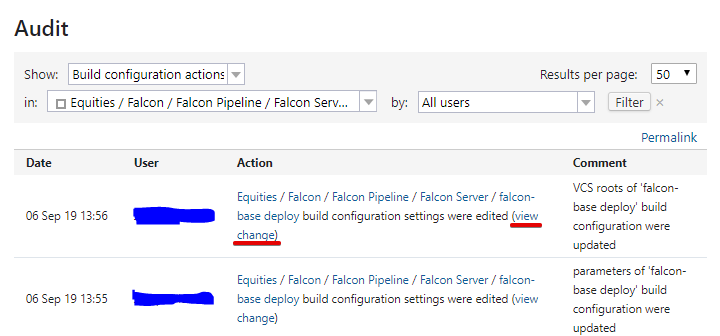 Audit
Show: Build configuration actions Results per page: 50
in: Equities / Falcon / Falcon Pipeline / Falcon Serv... by: All users Filter ×
Permalink
Date User Action Comment
06 Sep 19 13:56
Equities / Falcon / Falcon Pipeline / Falcon Server / falcon-
base deploy build configuration settings were edited (view
change)
VCS roots of 'falcon-
base deploy' build
configuration were
updated
06 Sep 19 13:55
Equities / Falcon / Falcon Pipeline / Falcon Server / falcon-
base deploy build configuration settings were edited (view
change)
parameters of 'falcon-
base deploy' build
configuration were
updated